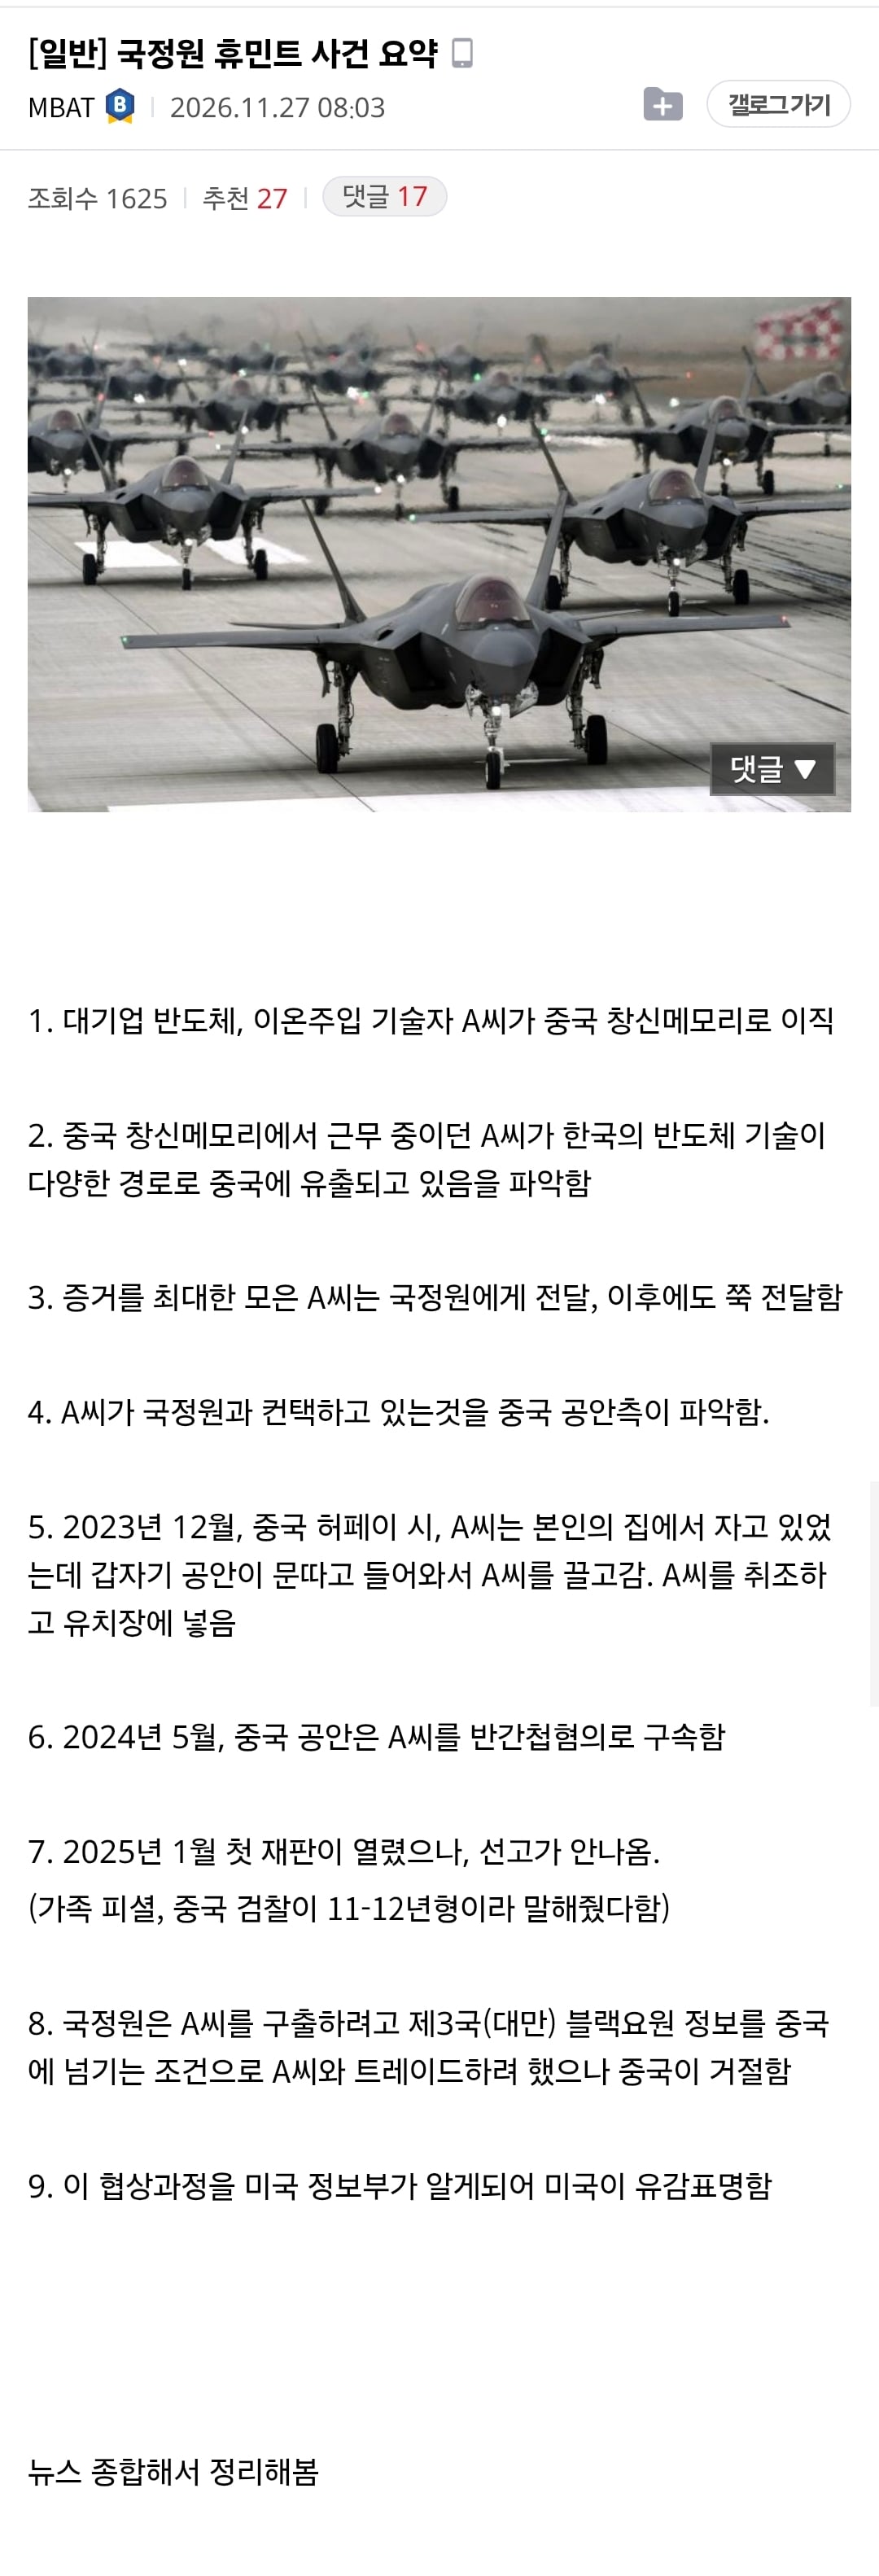 [일반] 국정원 휴민트 사건 요약
MBAT B 2026.11.27 08:03
갤로그 가기
조회수 1625 추천 27 댓글 17
댓글 ▼
1. 대기업 반도체, 이온주입 기술자 A씨가 중국 창신메모리로 이직
2. 중국 창신메모리에서 근무 중이던 A씨가 한국의 반도체 기술이
다양한 경로로 중국에 유출되고 있음을 파악함
3. 증거를 최대한 모은 A씨는 국정원에게 전달, 이후에도 쭉 전달함
4. A씨가 국정원과 컨택하고 있는것을 중국 공안측이 파악함.
5. 2023년 12월, 중국 허페이 시, A씨는 본인의 집에서 자고 있었
는데 갑자기 공안이 문따고 들어와서 A씨를 끌고감. A씨를 취조하
고 유치장에 넣음
6. 2024년 5월, 중국 공안은 A씨를 반간첩혐의로 구속함
7. 2025년 1월 첫 재판이 열렸으나, 선고가 안나옴.
(가족 피셜, 중국 검찰이 11-12년형이라 말해줬다함)
8. 국정원은 A씨를 구출하려고 제3국(대만) 블랙요원 정보를 중국
에 넘기는 조건으로 A씨와 트레이드하려 했으나 중국이 거절함
9. 이 협상과정을 미국 정보부가 알게되어 미국이 유감표명함
뉴스 종합해서 정리해봄